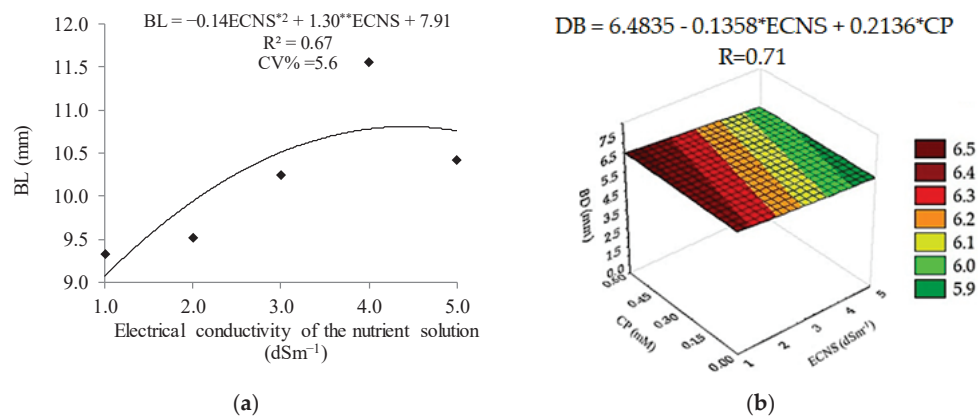 BL = −0.14ECNS*² + 1.30**ECNS + 7.91
R² = 0.67
CV% =5.6
12.0
11.5
11.0
10.5
10.0
9.5
9.0
BL (mm)
1.0 2.0 3.0 4.0 5.0
Electrical conductivity of the nutrient solution
(dSm⁻¹)
(a)
DB = 6.4835 - 0.1358*ECNS + 0.2136*CP
R=0.71
7.5
6.5
5.5
4.5
3.5
2.5
1.5
0.0
BD (mm)
0.60
0.45
0.30
0.15
0.00
CP (mM)
1 2 3 4 5
ECNS (dSm⁻¹)
6.5
6.4
6.3
6.2
6.1
6.0
5.9
(b)